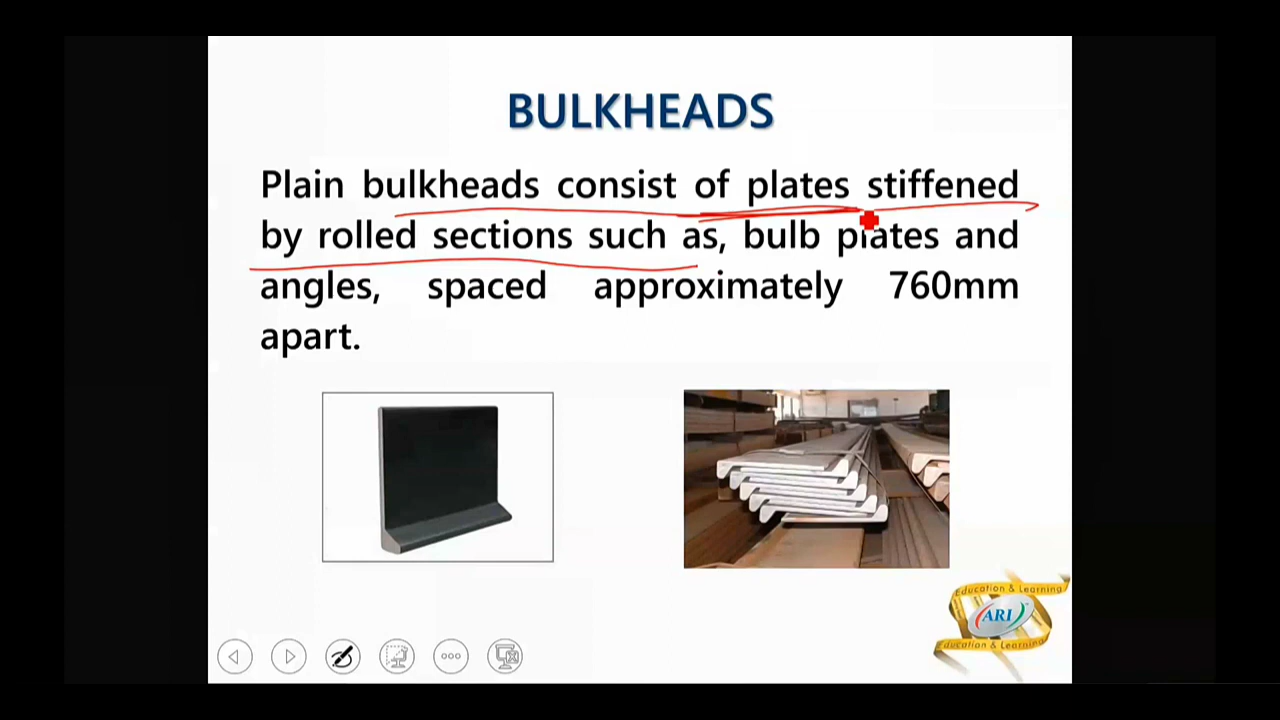 BULKHEADS
Plain bulkheads consist of plates stiffened
by rolled sections such as, bulb plates and
angles, spaced approximately 760mm
apart.
Education & Learning
ARI
Education & Learning